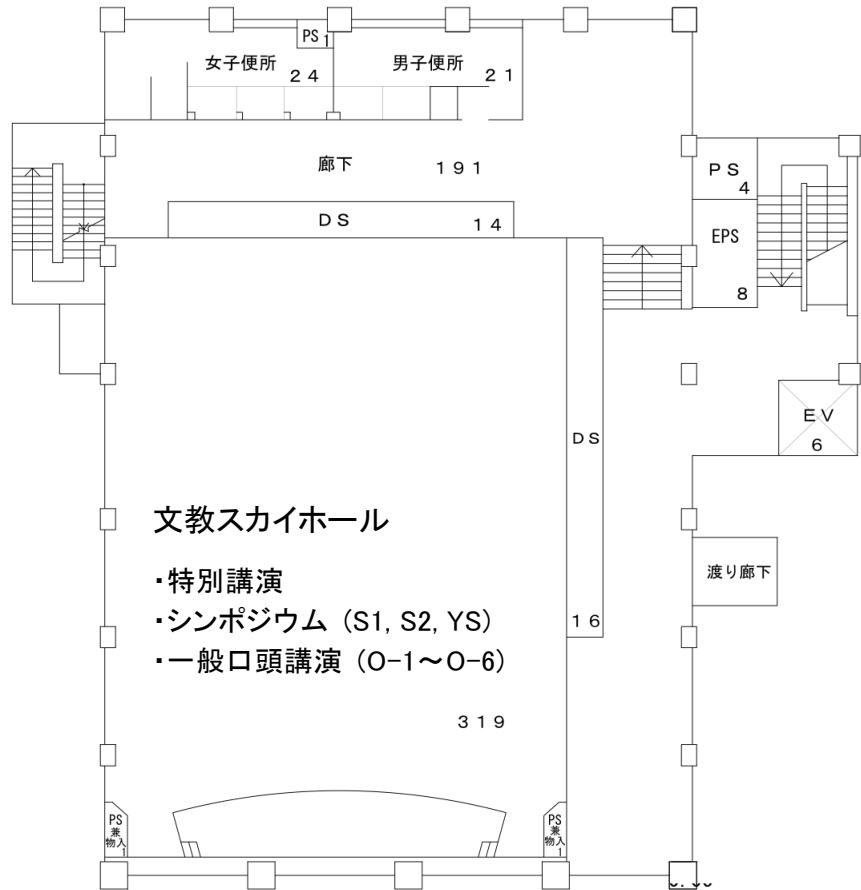 PS 1
女子便所
24
男子便所
21
廊下
191
PS
4
DS
14
EPS
8
EV
6
DS
16
文教スカイホール
・特別講演
・シンポジウム (S1, S2, YS)
・一般口頭講演 (O-1～O-6)
渡り廊下
319
PS
兼
物入
1
PS
兼
物入
1